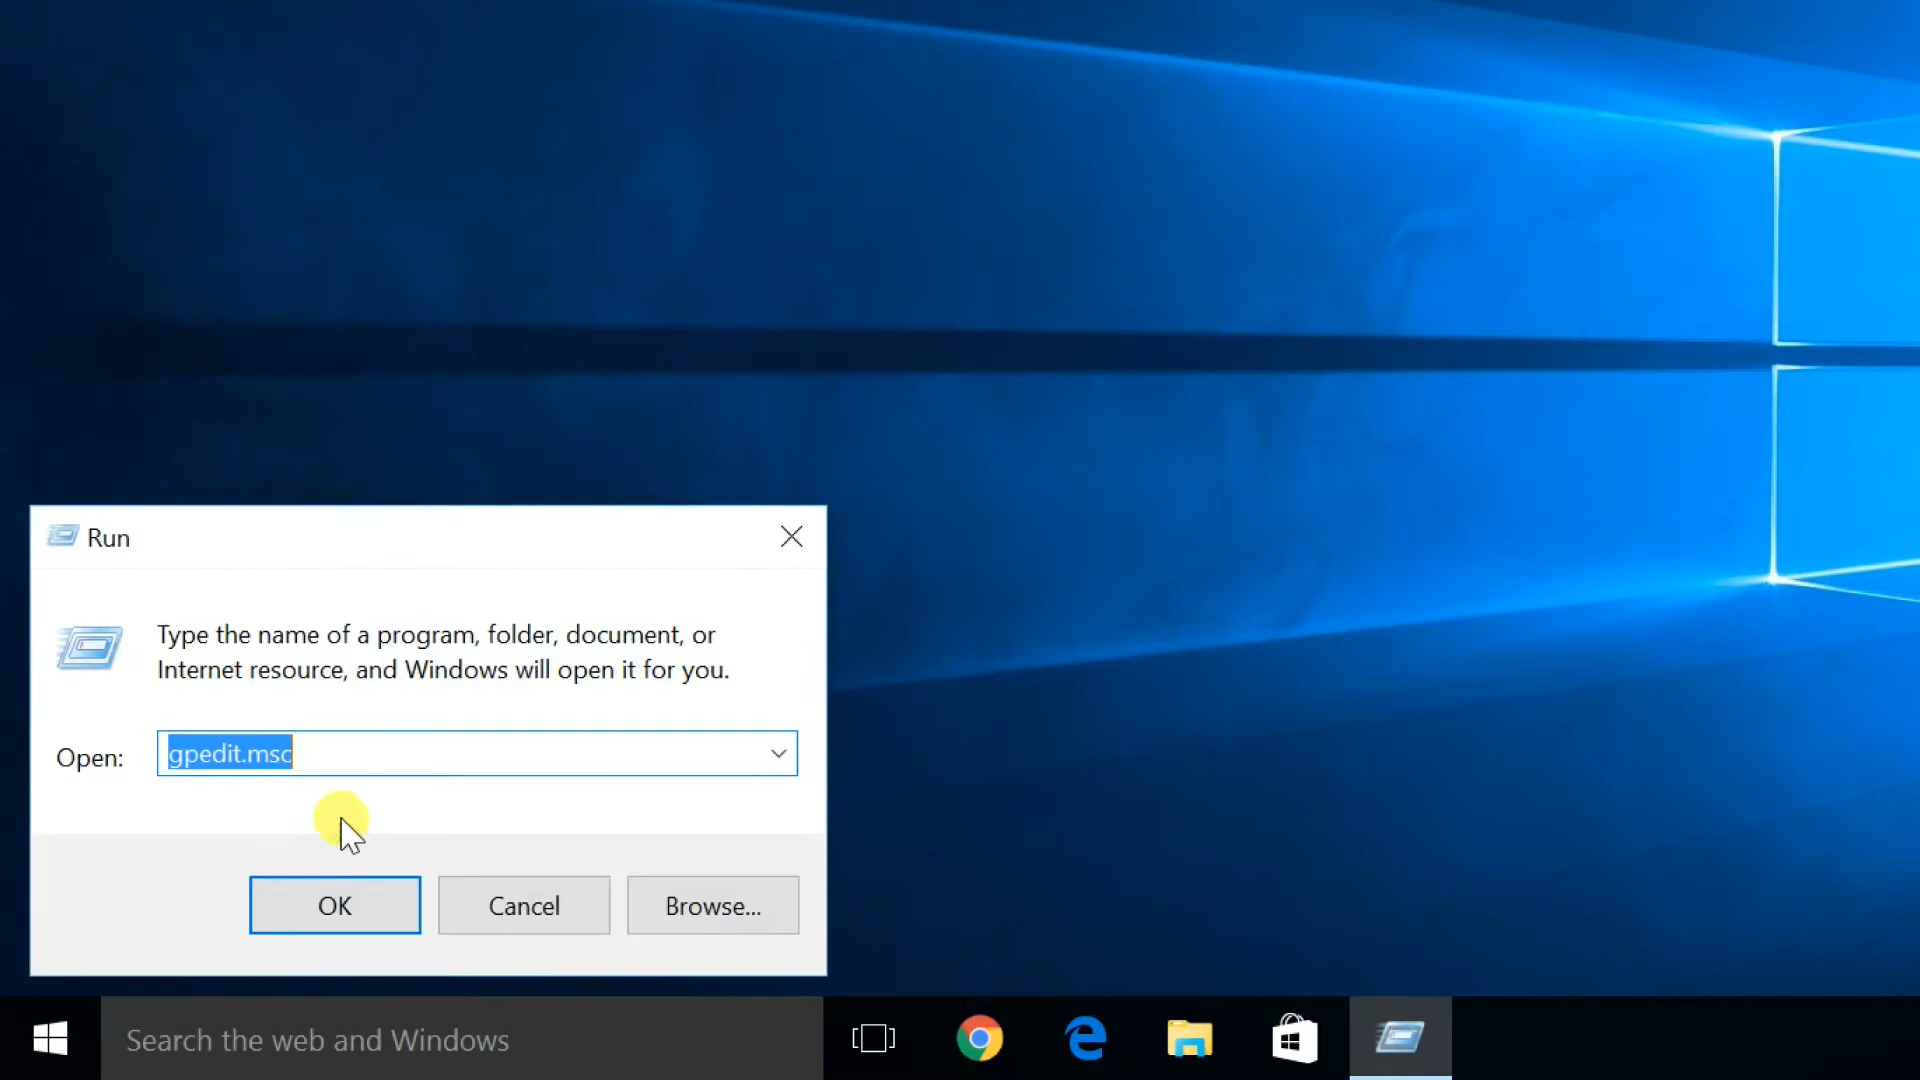 Run
Type the name of a program, folder, document, or
Internet resource, and Windows will open it for you.
Open:
gpedit.msc
OK
Cancel
Browse...
Search the web and Windows